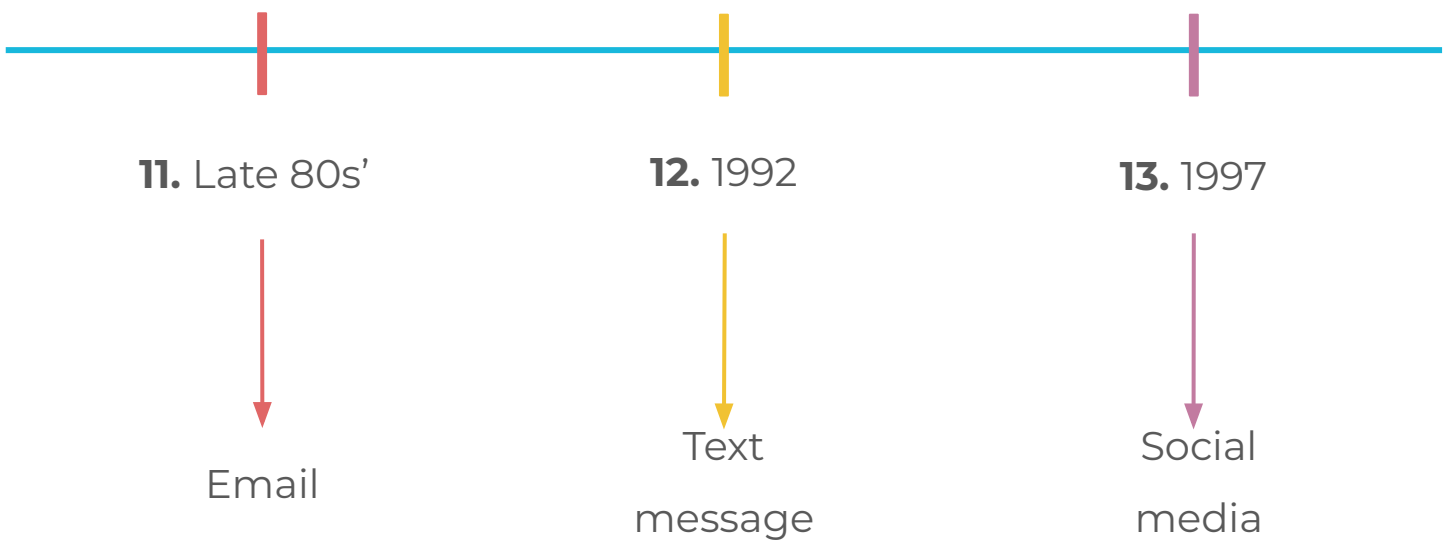 11. Late 80s’
12. 1992
13. 1997
Email
Text
message
Social
media